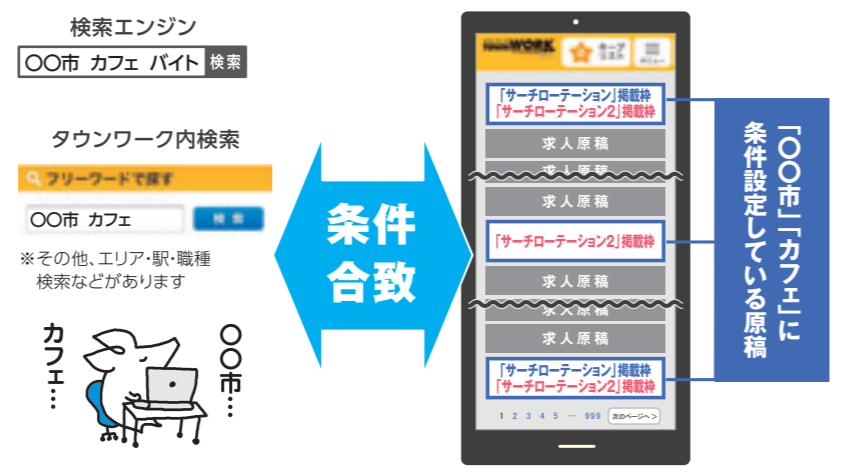 検索エンジン
〇〇市 カフェ バイト 検索
タウンワーク内検索
フリーワードで探す
〇〇市 カフェ 検索
※その他、エリア・駅・職種
検索などがあります
カフェ…
〇〇市…
条件
合致
キープ
リスト
メニュー
「サーチローテーション」掲載枠
「サーチローテーション2」掲載枠
求人原稿
求人原稿
求人原稿
「サーチローテーション2」掲載枠
求人原稿
求人原稿
求人原稿
「サーチローテーション」掲載枠
「サーチローテーション2」掲載枠
1 2 3 4 5 … 999 次のページへ >
「〇〇市」「カフェ」に
条件設定している原稿